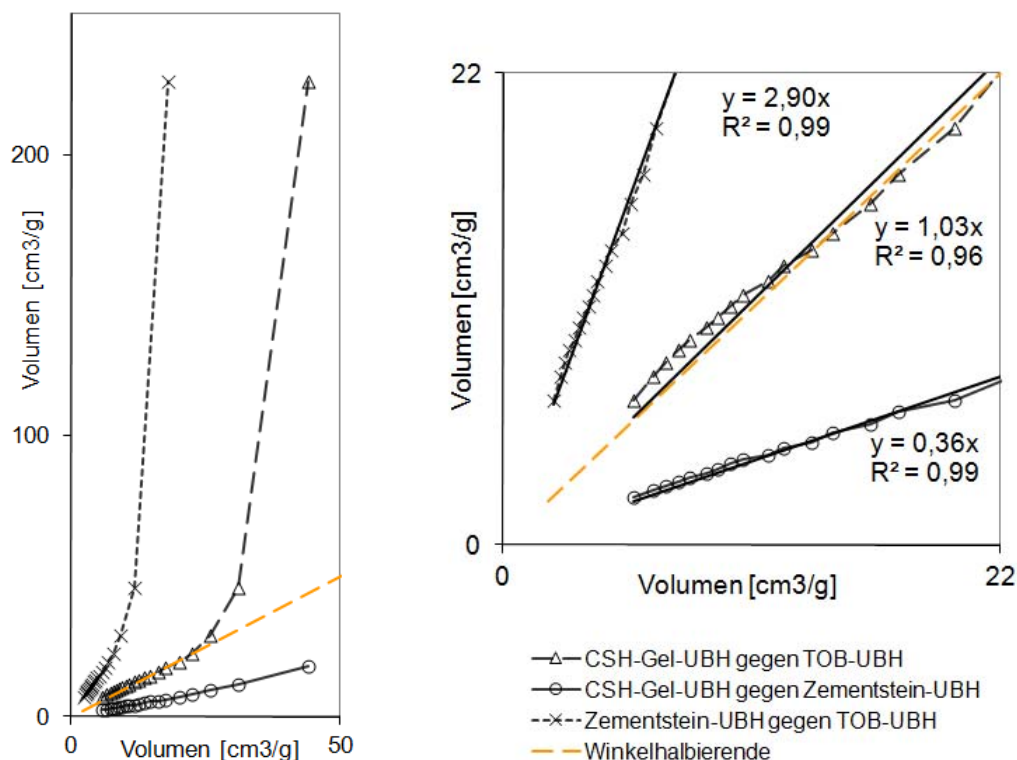 200
100
0
0
50
Volumen [cm3/g]
Volumen [cm3/g]
22
0
0
22
Volumen [cm3/g]
Volumen [cm3/g]
y = 2,90x
R² = 0,99
y = 1,03x
R² = 0,96
y = 0,36x
R² = 0,99
CSH-Gel-UBH gegen TOB-UBH
CSH-Gel-UBH gegen Zementstein-UBH
Zementstein-UBH gegen TOB-UBH
Winkelhalbierende